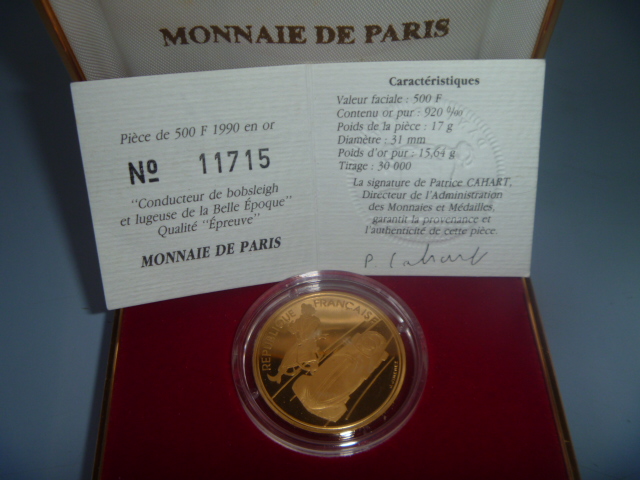 MONNAIE DE PARIS
Pièce de 500 F 1990 en or
Nº 11715
"Conducteur de bobsleigh
et lugeuse de la Belle Époque"
Qualité "Épreuve"
MONNAIE DE PARIS
Caractéristiques
Valeur faciale : 500 F
Contenu or pur : 920 ‰
Poids de la pièce : 17 g
Diamètre : 31 mm
Poids d'or pur : 15,64 g
Tirage : 30 000
La signature de Patrice CAHART,
Directeur de l'Administration
des Monnaies et Médailles,
garantit la provenance et
l'authenticité de cette pièce.
P. Cahart
REPUBLIQUE FRANÇAISE